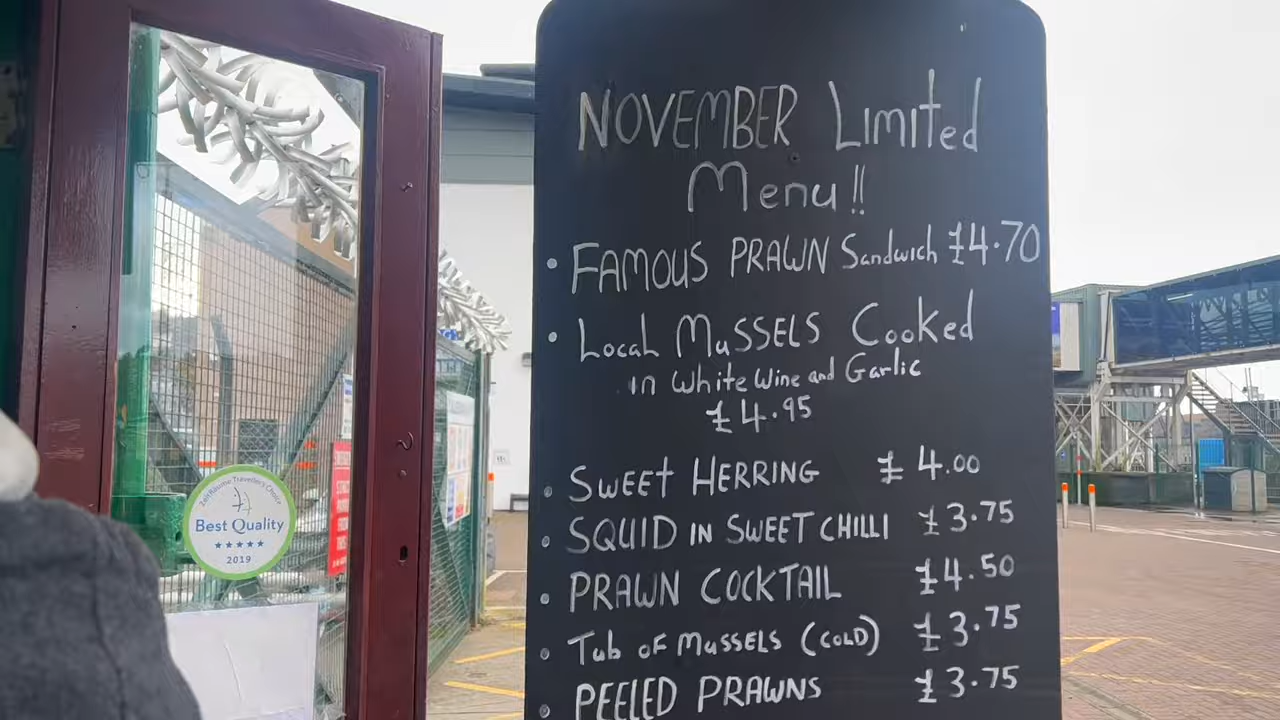 NOVEMBER Limited
Menu!!
• FAMOUS PRAWN Sandwich £4.70
• Local MuSSELS Cooked
in White Wine and Garlic
£4.95
• SWEET HERRING £4.00
• SQUID IN SWEET CHILLI £3.75
• PRAWN COCKTAIL £4.50
• Tub of MUSSELS (COLD) £3.75
• PEELED PRAWNS £3.75
Best Quality
★★★★★
2019